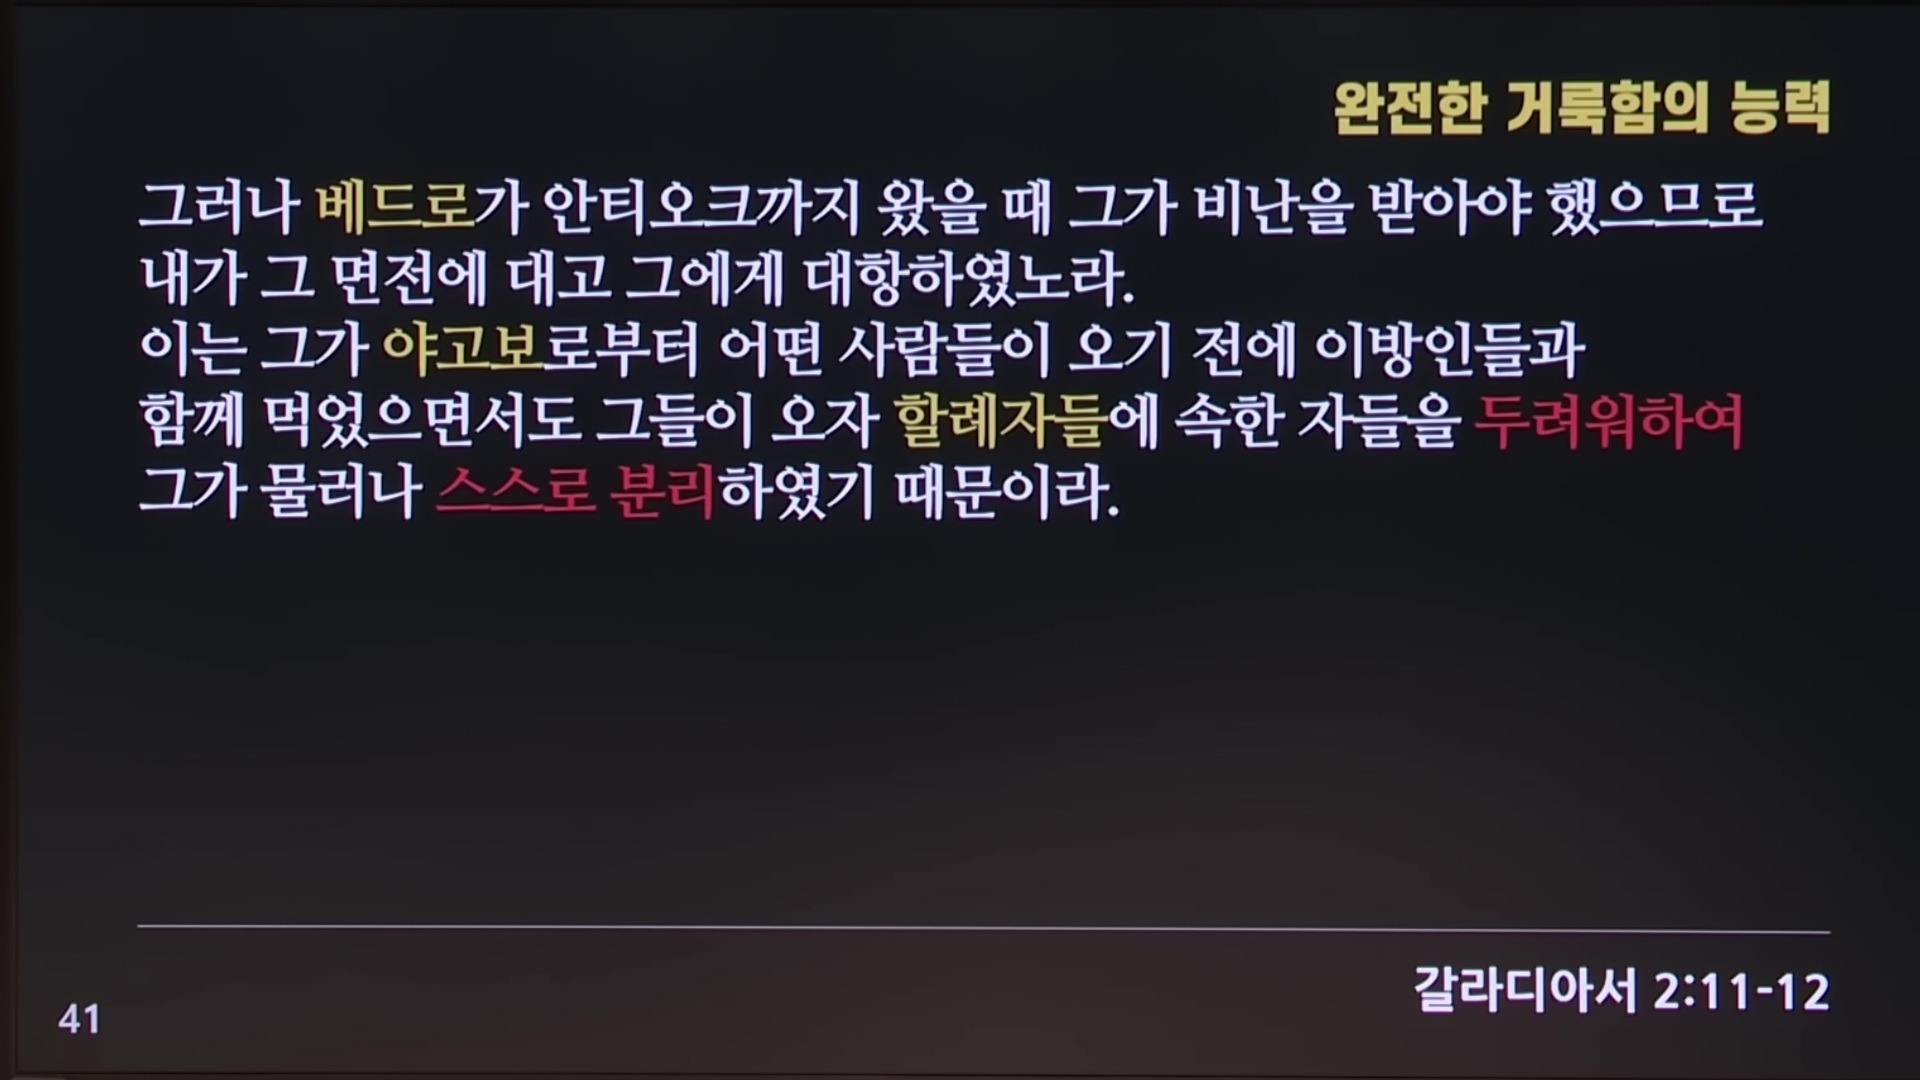 완전한 거룩함의 능력
그러나 베드로가 안티오크까지 왔을 때 그가 비난을 받아야 했으므로
내가 그 면전에 대고 그에게 대항하였노라.
이는 그가 야고보로부터 어떤 사람들이 오기 전에 이방인들과
함께 먹었으면서도 그들이 오자 할례자들에 속한 자들을 두려워하여
그가 물러나 스스로 분리하였기 때문이라.
갈라디아서 2:11-12
41